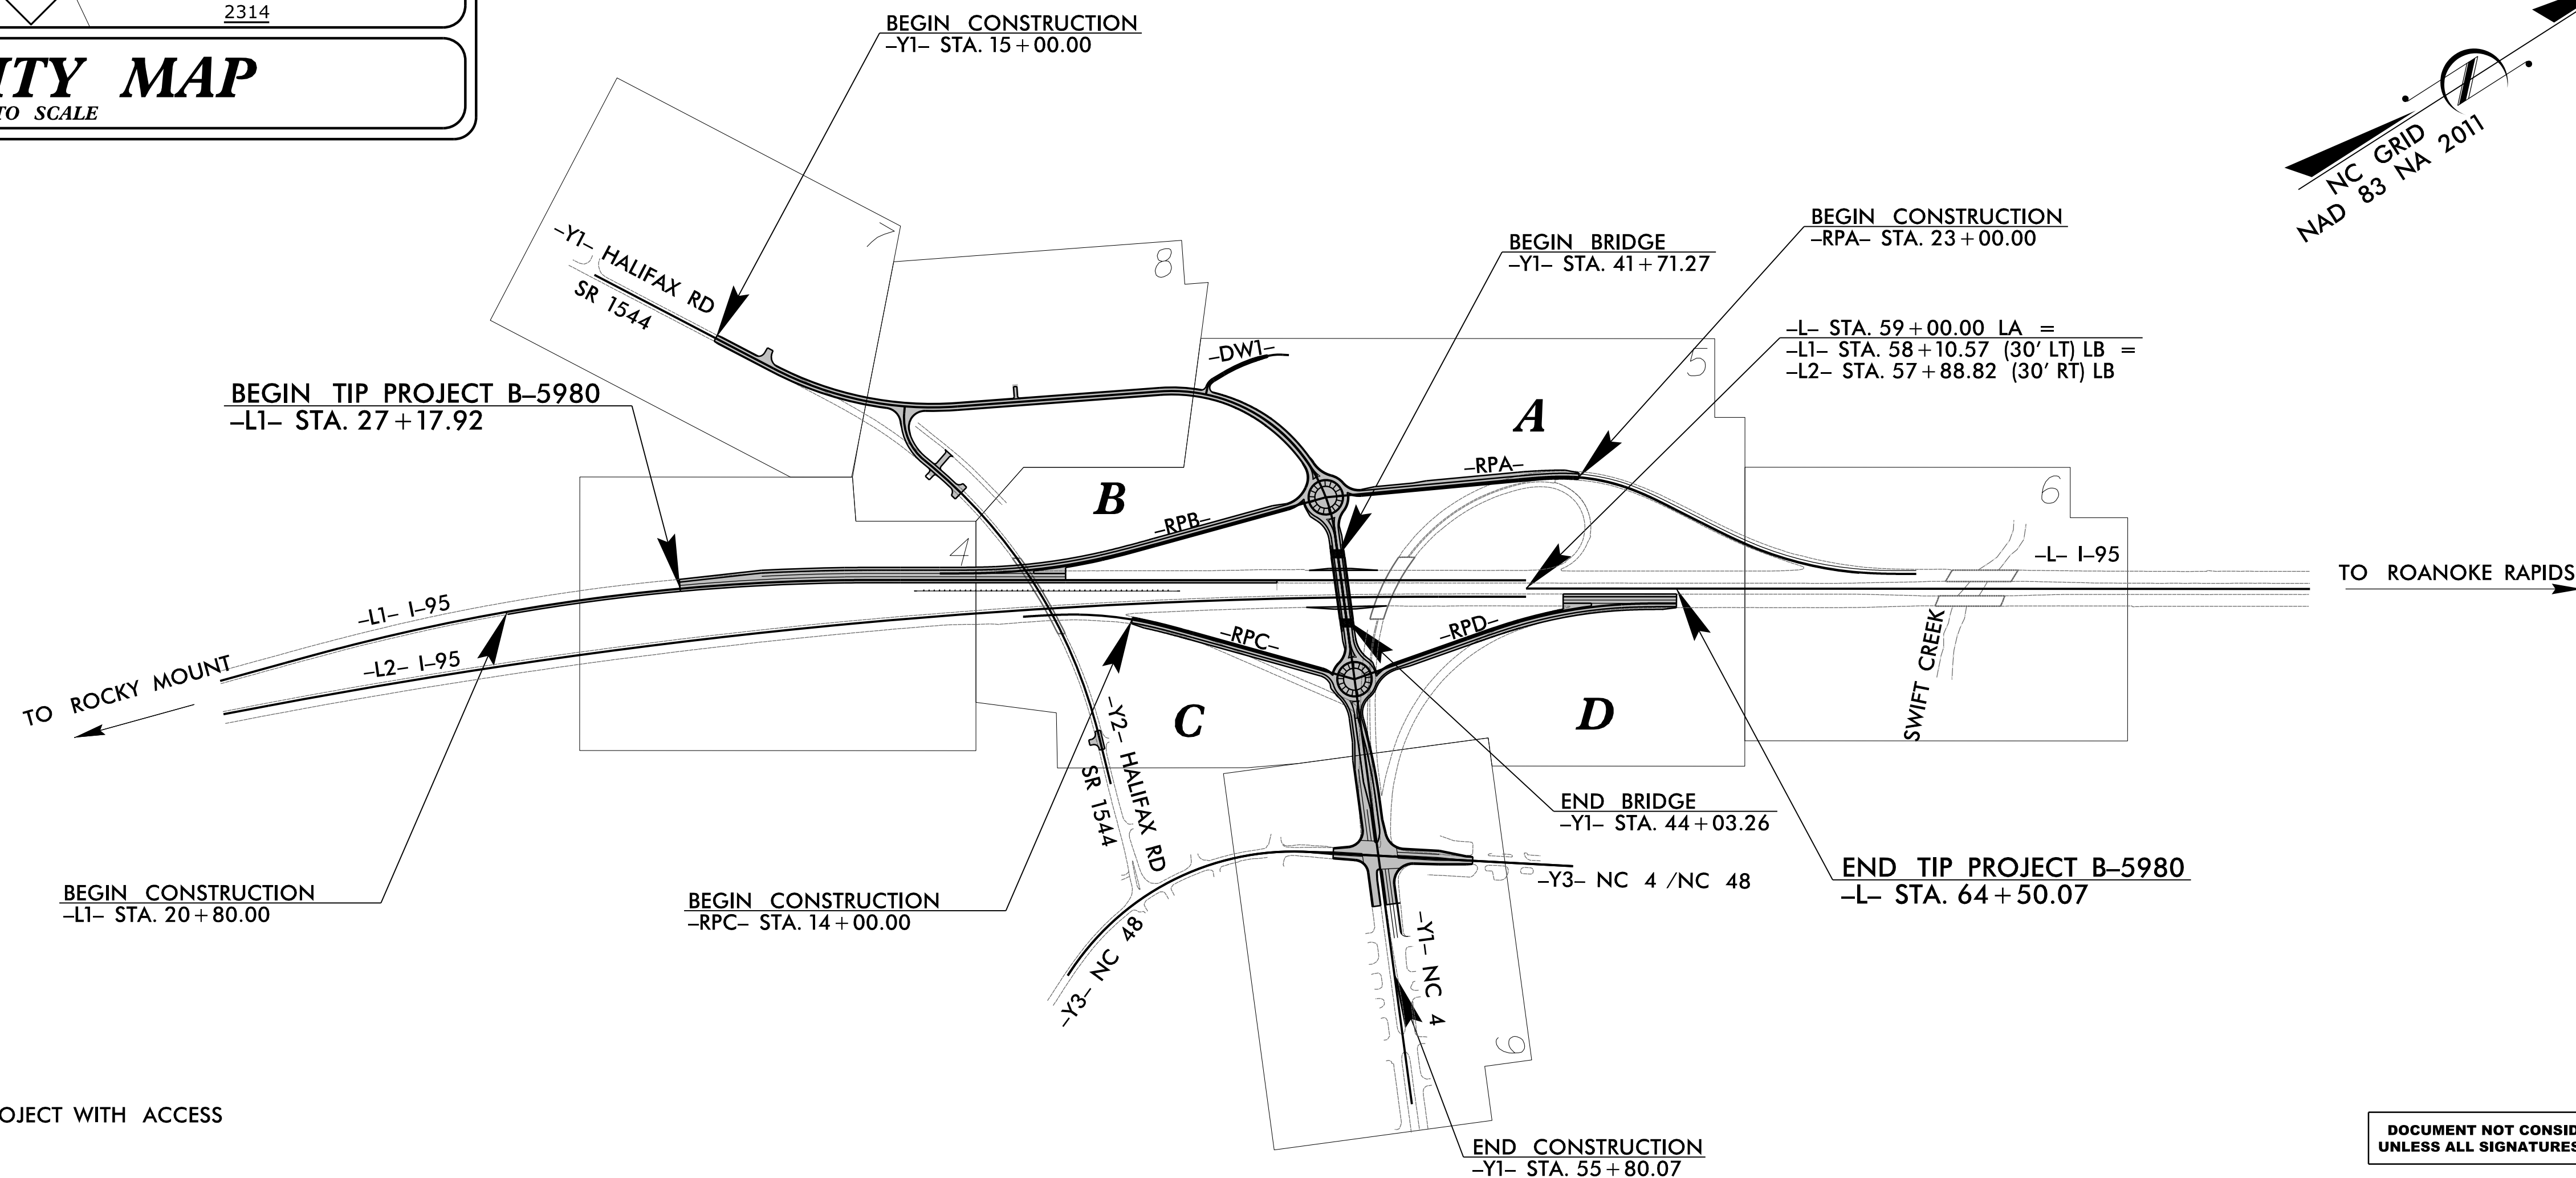 2314
ITY MAP
TO SCALE
BEGIN CONSTRUCTION
–Y1– STA. 15+00.00
NC GRID
NAD 83 NA 2011
–Y1– HALIFAX RD
SR 1544
7
8
BEGIN BRIDGE
–Y1– STA. 41+71.27
BEGIN CONSTRUCTION
–RPA– STA. 23+00.00
–L– STA. 59+00.00 LA =
–L1– STA. 58+10.57 (30' LT) LB =
–L2– STA. 57+88.82 (30' RT) LB
–DW1–
5
BEGIN TIP PROJECT B–5980
–L1– STA. 27+17.92
A
–RPA–
B
–RPB–
6
4
–L– I–95
TO ROANOKE RAPIDS
–L1– I–95
–L2– I–95
TO ROCKY MOUNT
–RPC–
–RPD–
SWIFT CREEK
C
D
–Y2– HALIFAX RD
SR 1544
END BRIDGE
–Y1– STA. 44+03.26
END TIP PROJECT B–5980
–L– STA. 64+50.07
–Y3– NC 4 /NC 48
BEGIN CONSTRUCTION
–L1– STA. 20+80.00
BEGIN CONSTRUCTION
–RPC– STA. 14+00.00
–Y3– NC 48
–Y1– NC 4
9
OJECT WITH ACCESS
END CONSTRUCTION
–Y1– STA. 55+80.07
DOCUMENT NOT CONSID
UNLESS ALL SIGNATURES